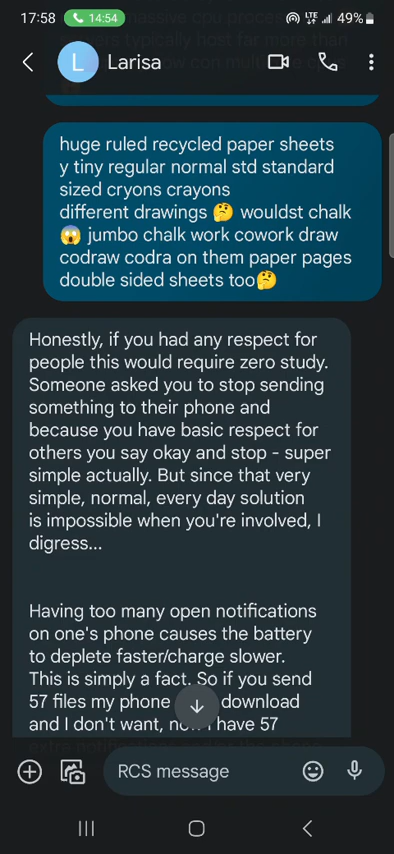 17:58 14:54 LTE 49%
Larisa
huge ruled recycled paper sheets
y tiny regular normal std standard
sized cryons crayons
different drawings 🤔 wouldst chalk
😱 jumbo chalk work cowork draw
codraw codra on them paper pages
double sided sheets too🤔
Honestly, if you had any respect for
people this would require zero study.
Someone asked you to stop sending
something to their phone and
because you have basic respect for
others you say okay and stop - super
simple actually. But since that very
simple, normal, every day solution
is impossible when you're involved, I
digress...
Having too many open notifications
on one's phone causes the battery
to deplete faster/charge slower.
This is simply a fact. So if you send
57 files my phone download
and I don't want, I have 57
RCS message